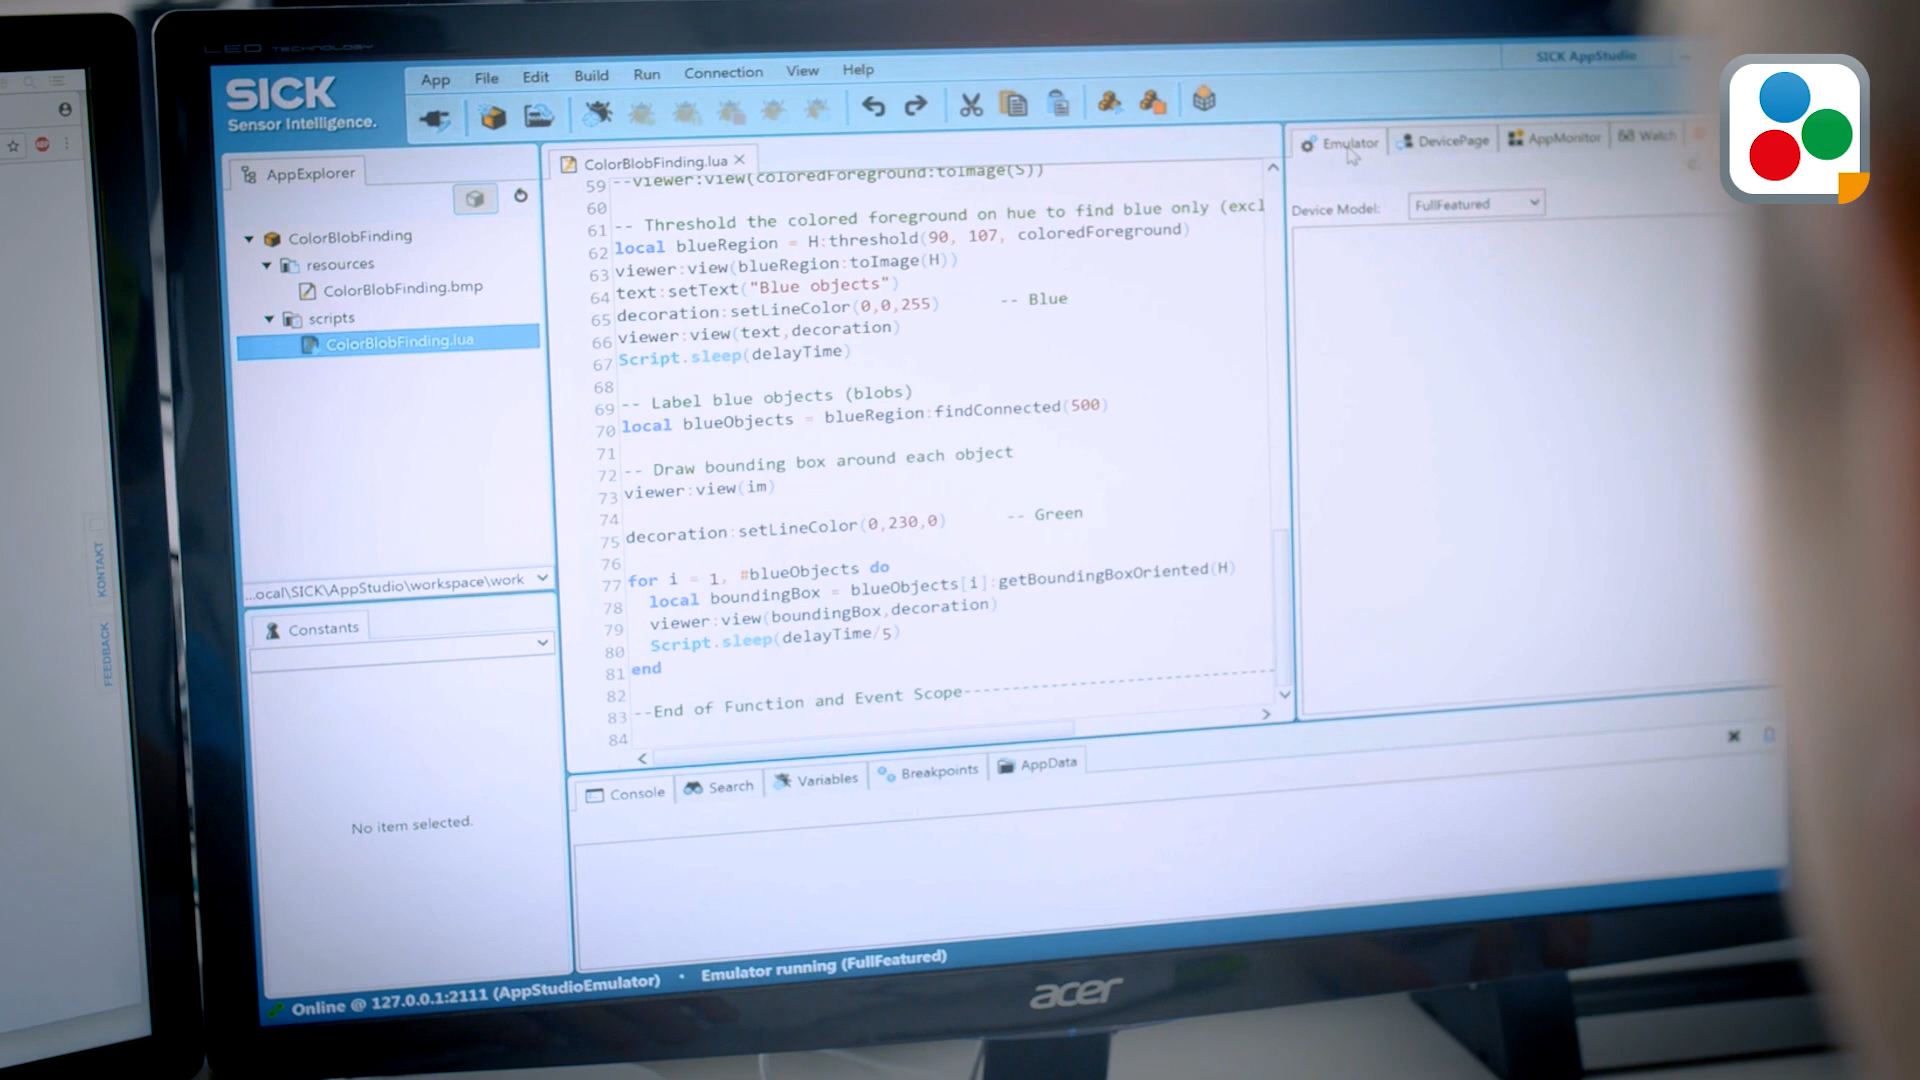 LED TECHNOLOGY
SICK
Sensor Intelligence.
App File Edit Build Run Connection View Help
SICK AppStudio
AppExplorer
ColorBlobFinding
resources
ColorBlobFinding.bmp
scripts
ColorBlobFinding.lua
...ocal\SICK\AppStudio\workspace\work
Constants
No item selected.
ColorBlobFinding.lua
59 --viewer:view(coloredForeground:toImage(S))
60
61 -- Threshold the colored foreground on hue to find blue only (excl
62 local blueRegion = H:threshold(90, 107, coloredForeground)
63 viewer:view(blueRegion:toImage(H))
64 text:setText("Blue objects")
65 decoration:setLineColor(0,0,255) -- Blue
66 viewer:view(text,decoration)
67 Script.sleep(delayTime)
68
69 -- Label blue objects (blobs)
70 local blueObjects = blueRegion:findConnected(500)
71
72 -- Draw bounding box around each object
73 viewer:view(im)
74
75 decoration:setLineColor(0,230,0) -- Green
76
77 for i = 1, #blueObjects do
78 local boundingBox = blueObjects[i]:getBoundingBoxOriented(H)
79 viewer:view(boundingBox,decoration)
80 Script.sleep(delayTime/5)
81 end
82
83 --End of Function and Event Scope------------------------
84
Emulator DevicePage AppMonitor Watch
Device Model: FullFeatured
Console Search Variables Breakpoints AppData
Online @ 127.0.0.1:2111 (AppStudioEmulator) • Emulator running (FullFeatured)
acer
KONTAKT
FEEDBACK
ABP